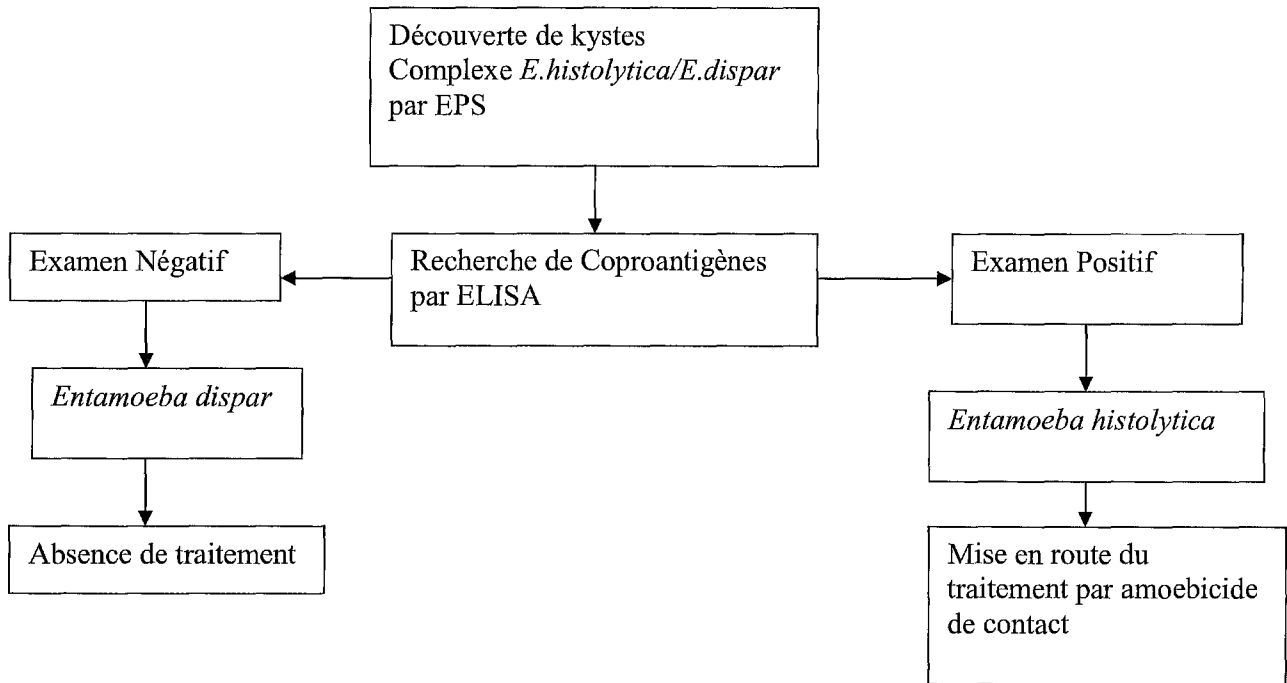 Découverte de kystes
Complexe E.histolytica/E.dispar
par EPS
Examen Négatif
Recherche de Coproantigènes
par ELISA
Examen Positif
Entamoeba dispar
Entamoeba histolytica
Absence de traitement
Mise en route du
traitement par amoebicide
de contact